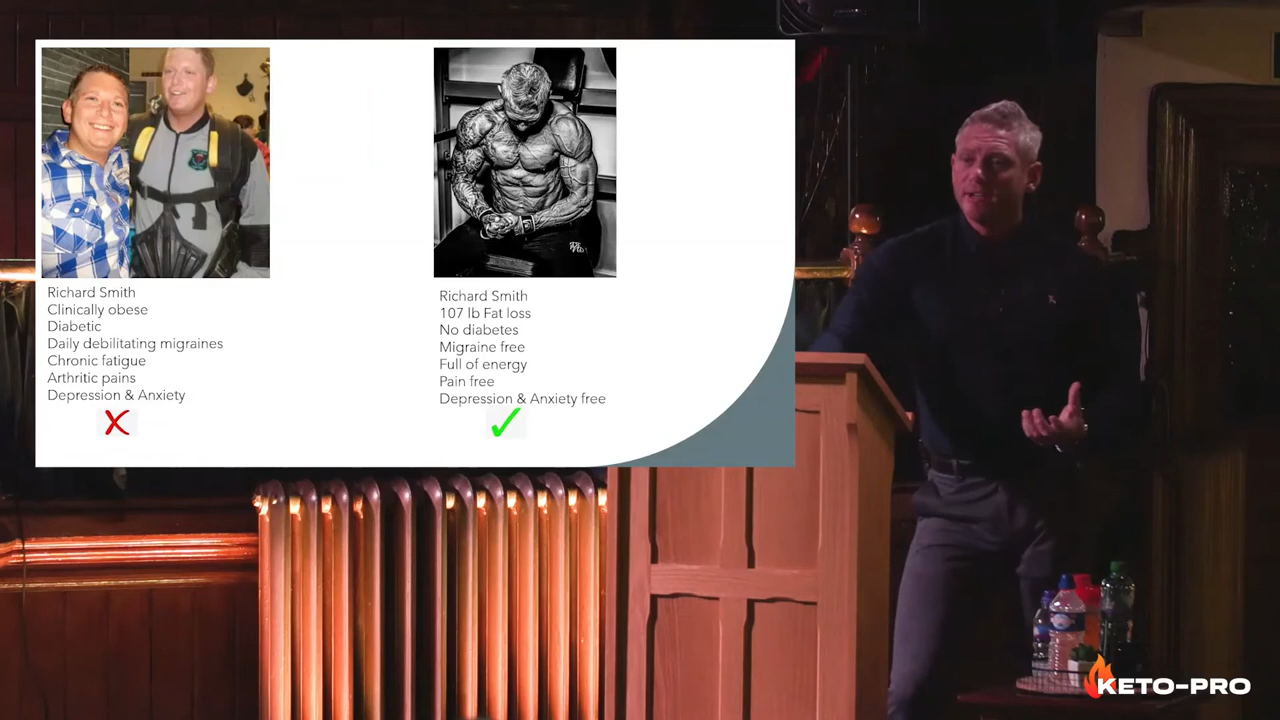 Richard Smith
Clinically obese
Diabetic
Daily debilitating migraines
Chronic fatigue
Arthritic pains
Depression & Anxiety
Richard Smith
107 lb Fat loss
No diabetes
Migraine free
Full of energy
Pain free
Depression & Anxiety free
KETO-PRO